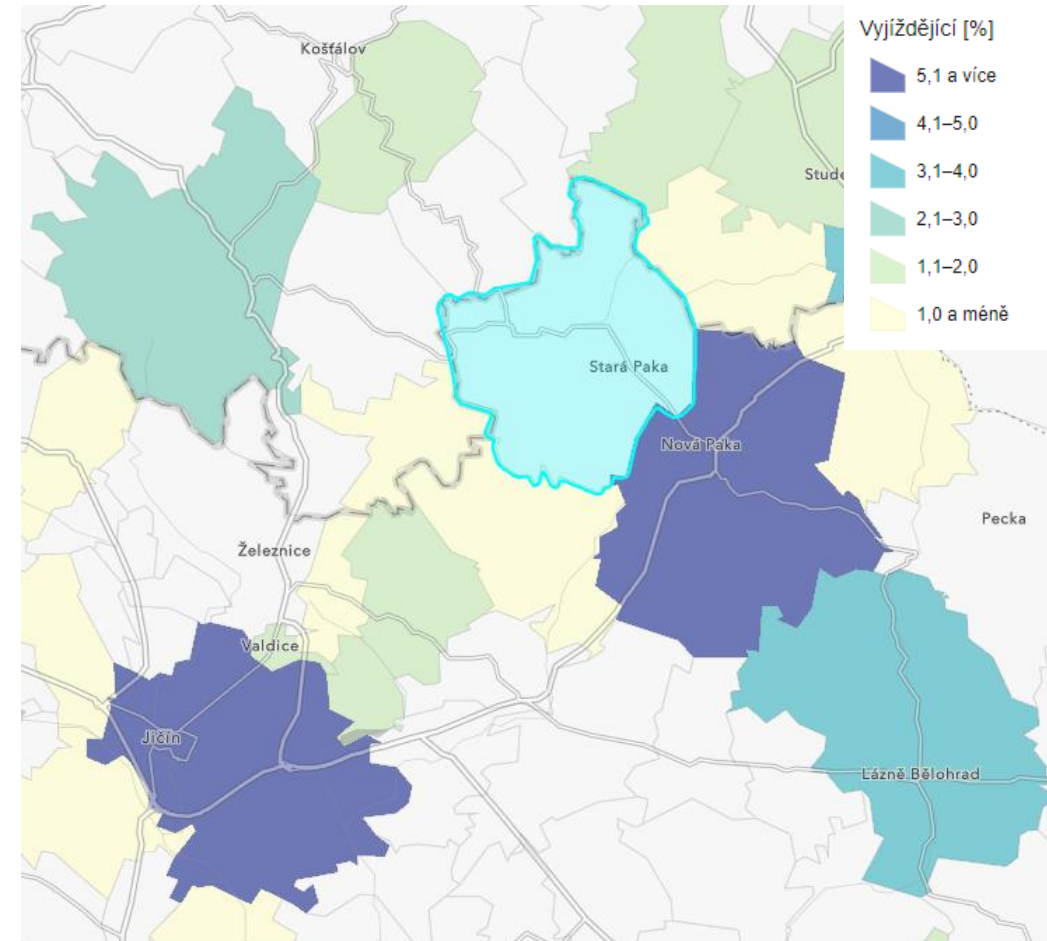 Vyjíždějící [%]
5,1 a více
4,1–5,0
3,1–4,0
2,1–3,0
1,1–2,0
1,0 a méně
Košťálov
Stude
Stará Paka
Nová Paka
Pecka
Železnice
Valdice
Jičín
Lázně Bělohrad